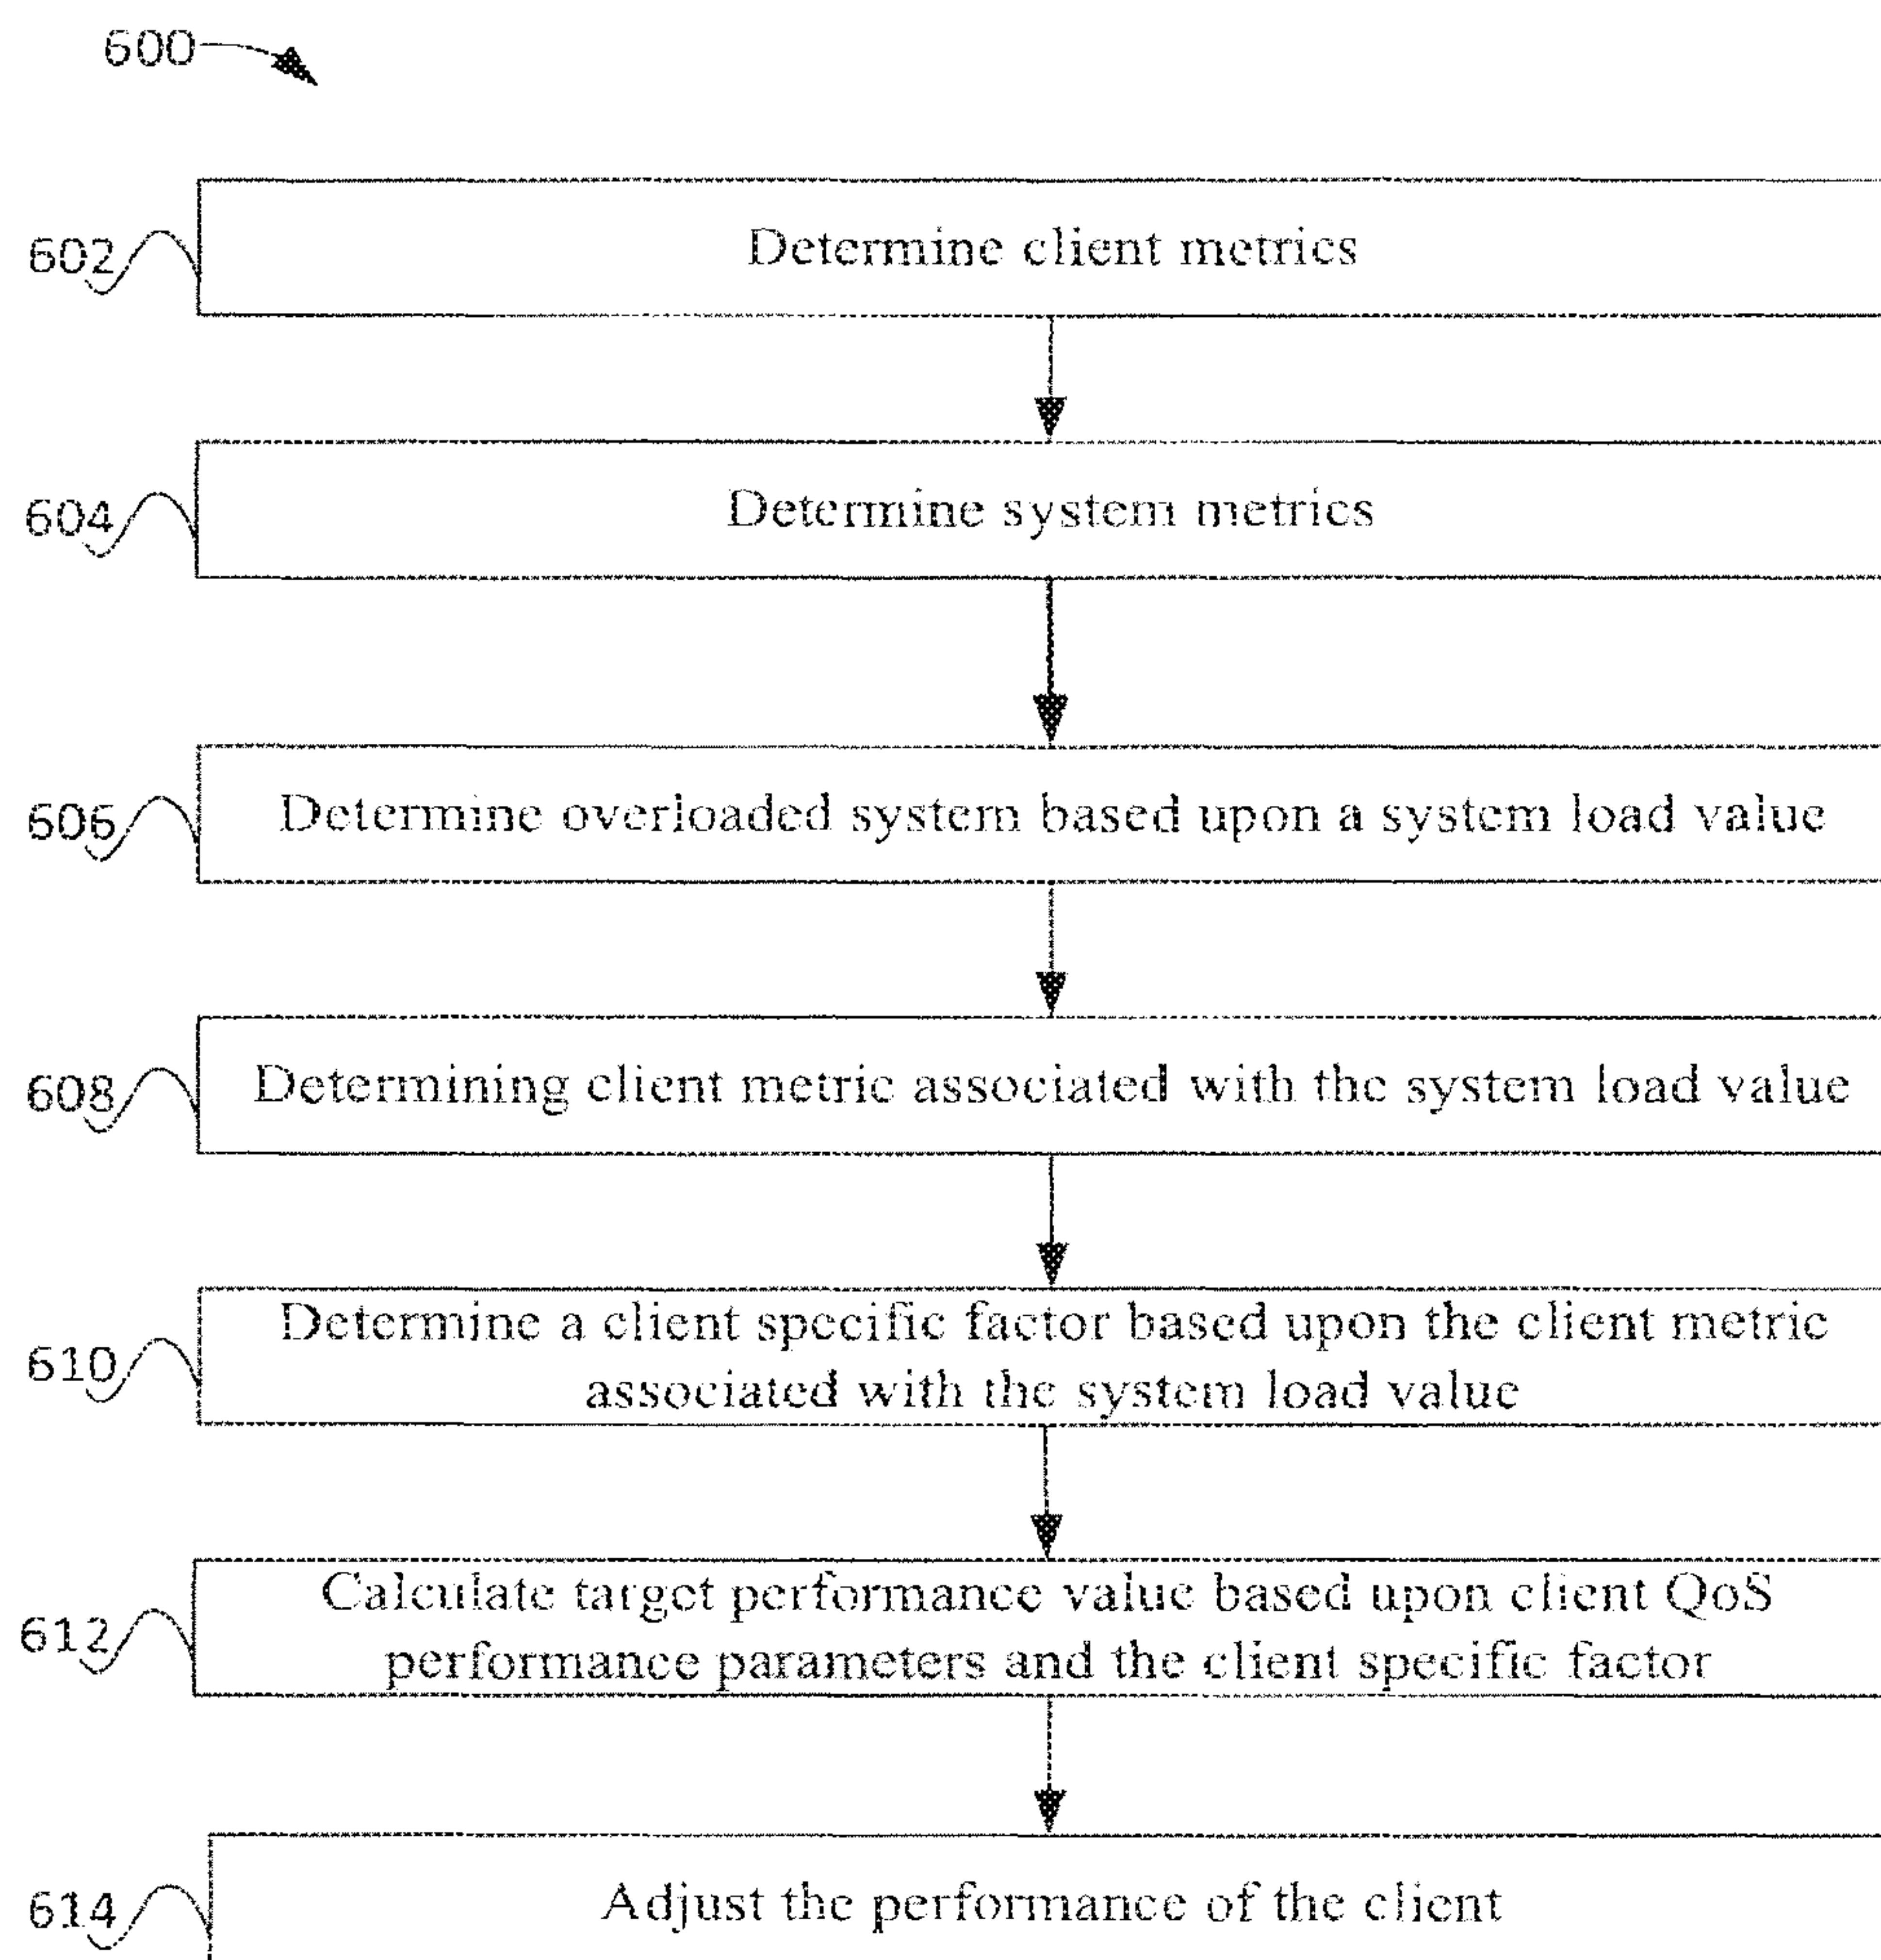 600
602
Determine client metrics
604
Determine system metrics
606
Determine overloaded system based upon a system load value
608
Determining client metric associated with the system load value
610
Determine a client specific factor based upon the client metric
associated with the system load value
612
Calculate target performance value based upon client QoS
performance parameters and the client specific factor
614
Adjust the performance of the client